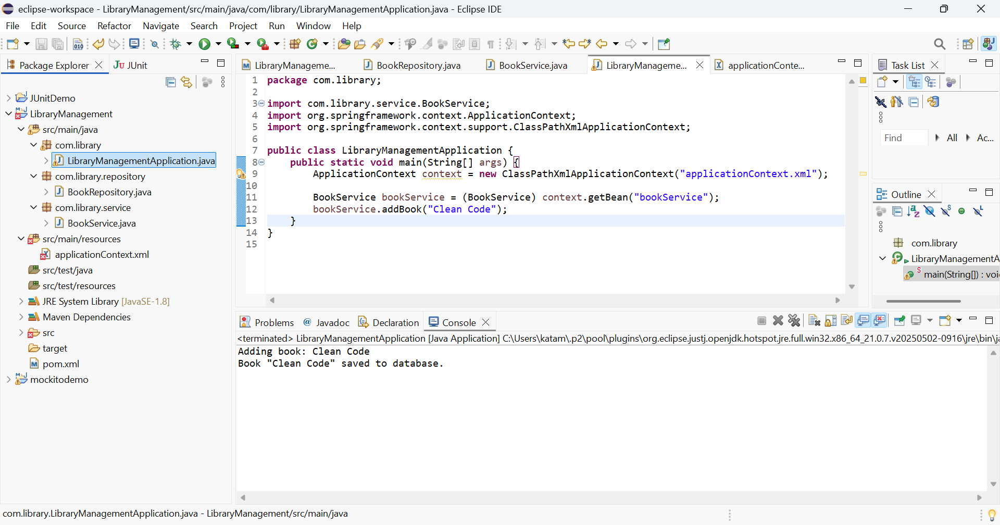 eclipse-workspace - LibraryManagement/src/main/java/com/library/LibraryManagementApplication.java - Eclipse IDE
File Edit Source Refactor Navigate Search Project Run Window Help
Package Explorer
JUnit
JUnitDemo
LibraryManagement
src/main/java
com.library
LibraryManagementApplication.java
com.library.repository
BookRepository.java
com.library.service
BookService.java
src/main/resources
applicationContext.xml
src/test/java
src/test/resources
JRE System Library [JavaSE-1.8]
Maven Dependencies
src
target
pom.xml
mockitodemo
LibraryManageme...
BookRepository.java
BookService.java
LibraryManageme...
applicationConte...
1 package com.library;
2
3 import com.library.service.BookService;
4 import org.springframework.context.ApplicationContext;
5 import org.springframework.context.support.ClassPathXmlApplicationContext;
6
7 public class LibraryManagementApplication {
8 public static void main(String[] args) {
9 ApplicationContext context = new ClassPathXmlApplicationContext("applicationContext.xml");
10
11 BookService bookService = (BookService) context.getBean("bookService");
12 bookService.addBook("Clean Code");
13 }
14 }
15
Task List
Find All Ac...
Outline
com.library
LibraryManagementA
main(String[]) : voi
Problems
@ Javadoc
Declaration
Console
<terminated> LibraryManagementApplication [Java Application] C:\Users\katam\.p2\pool\plugins\org.eclipse.justj.openjdk.hotspot.jre.full.win32.x86_64_21.0.7.v20250502-0916\jre\bin\ja
Adding book: Clean Code
Book "Clean Code" saved to database.
com.library.LibraryManagementApplication.java - LibraryManagement/src/main/java